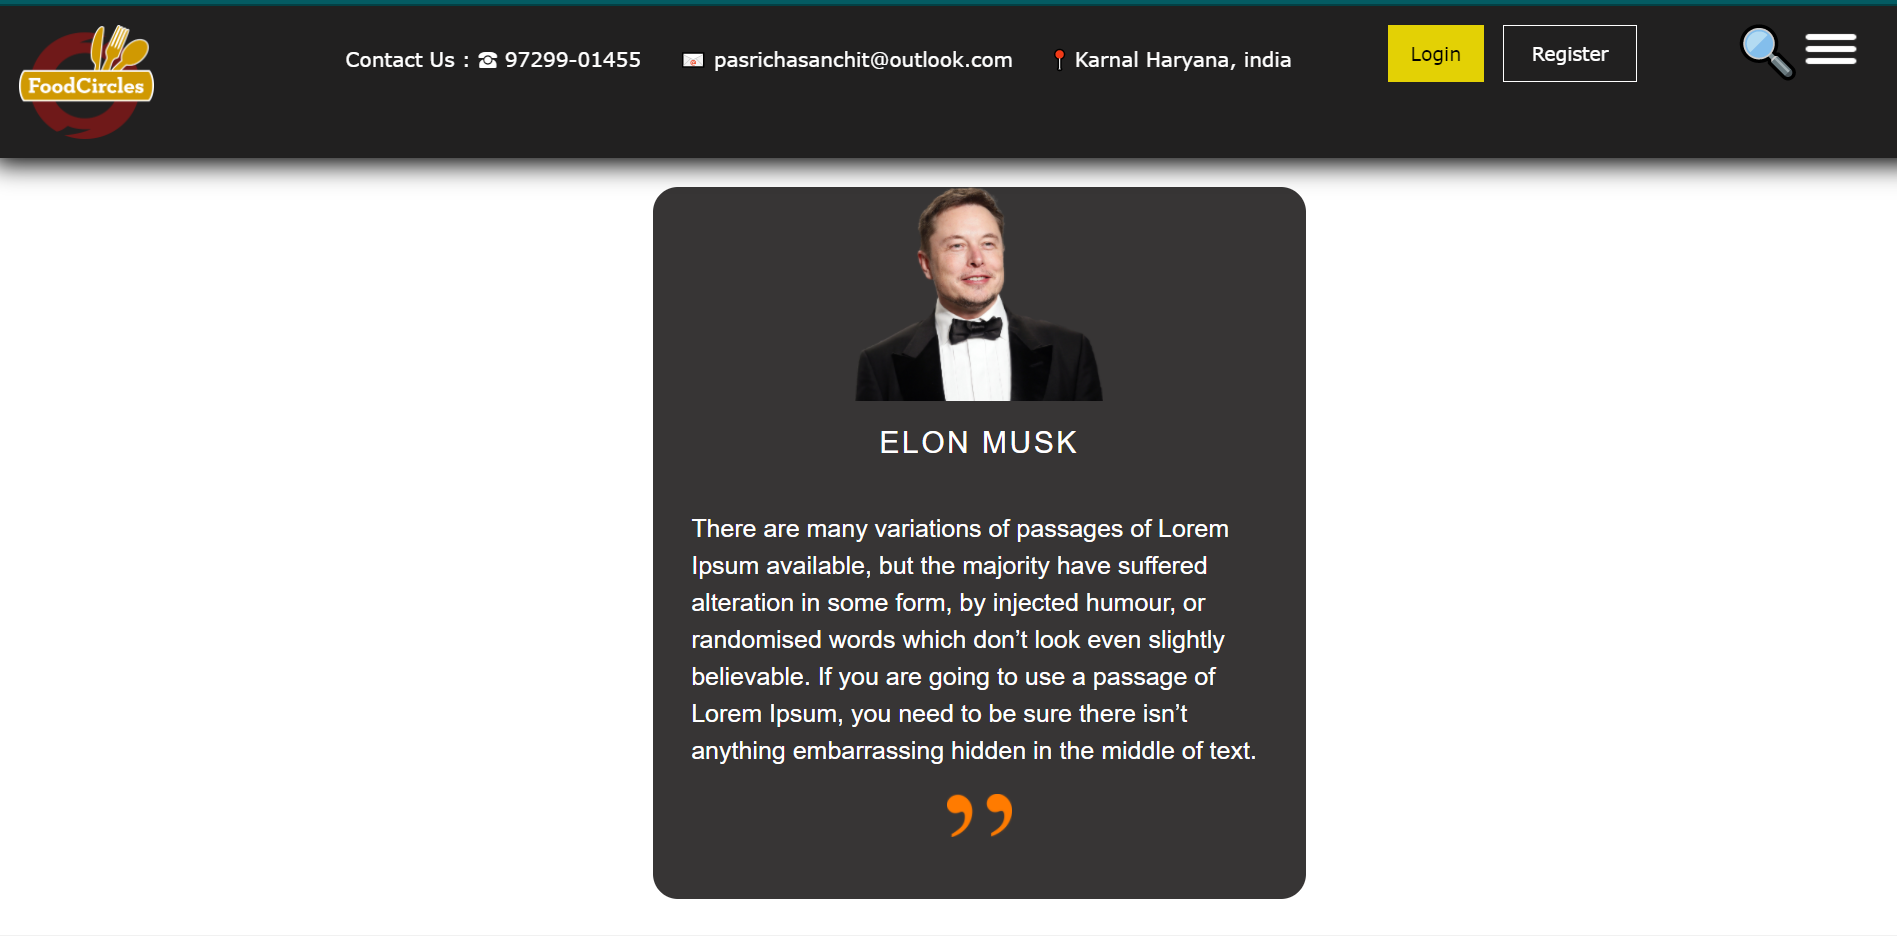 FoodCircles
Contact Us : ☎ 97299-01455
pasrichasanchit@outlook.com
Karnal Haryana, india
Login
Register
ELON MUSK
There are many variations of passages of Lorem
Ipsum available, but the majority have suffered
alteration in some form, by injected humour, or
randomised words which don’t look even slightly
believable. If you are going to use a passage of
Lorem Ipsum, you need to be sure there isn’t
anything embarrassing hidden in the middle of text.
”